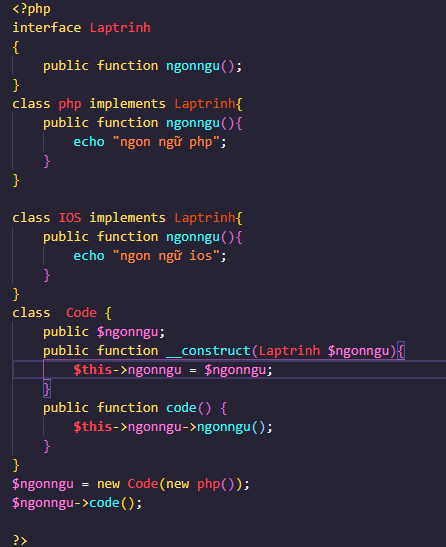 <?php
interface Laptrinh
{
    public function ngonngu();
}
class php implements Laptrinh{
    public function ngonngu(){
        echo "ngon ngữ php";
    }
}

class IOS implements Laptrinh{
    public function ngonngu(){
        echo "ngon ngữ ios";
    }
}
class  Code {
    public $ngonngu;
    public function __construct(Laptrinh $ngonngu){
        $this->ngonngu = $ngonngu;
    }
    public function code() {
        $this->ngonngu->ngonngu();
    }
}
$ngonngu = new Code(new php());
$ngonngu->code();

?>